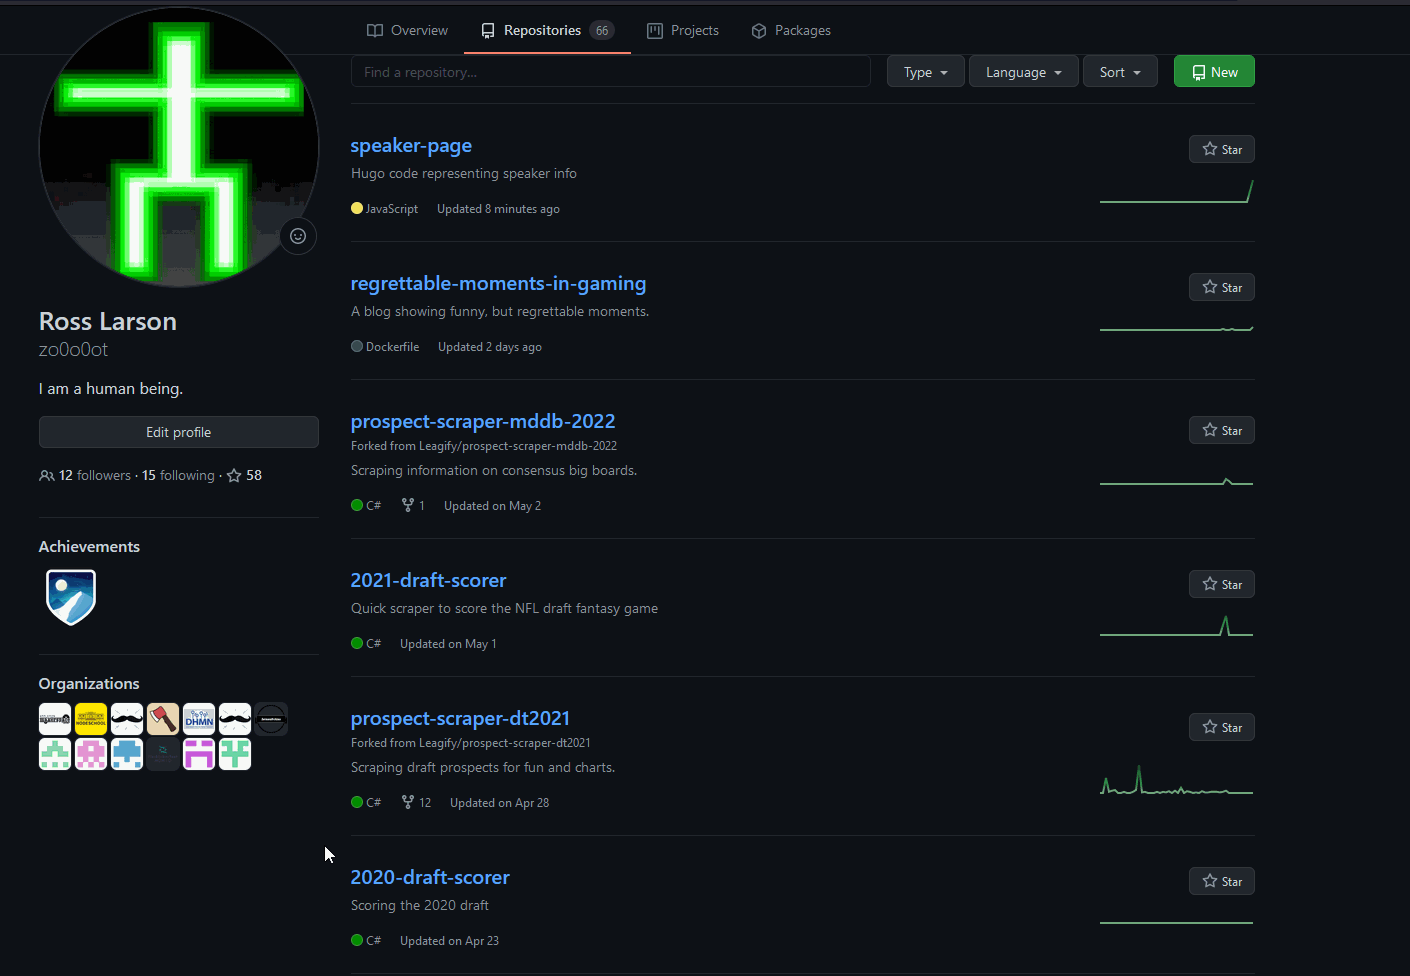 Overview
Repositories 66
Projects
Packages
Find a repository...
Type
Language
Sort
New
Ross Larson
zo0o0ot
I am a human being.
Edit profile
12 followers · 15 following · 58
Achievements
Organizations
NODESCHOOL
DHMN
speaker-page
Star
Hugo code representing speaker info
JavaScript Updated 8 minutes ago
regrettable-moments-in-gaming
Star
A blog showing funny, but regrettable moments.
Dockerfile Updated 2 days ago
prospect-scraper-mddb-2022
Star
Forked from Leagify/prospect-scraper-mddb-2022
Scraping information on consensus big boards.
C# 1 Updated on May 2
2021-draft-scorer
Star
Quick scraper to score the NFL draft fantasy game
C# Updated on May 1
prospect-scraper-dt2021
Star
Forked from Leagify/prospect-scraper-dt2021
Scraping draft prospects for fun and charts.
C# 12 Updated on Apr 28
2020-draft-scorer
Star
Scoring the 2020 draft
C# Updated on Apr 23